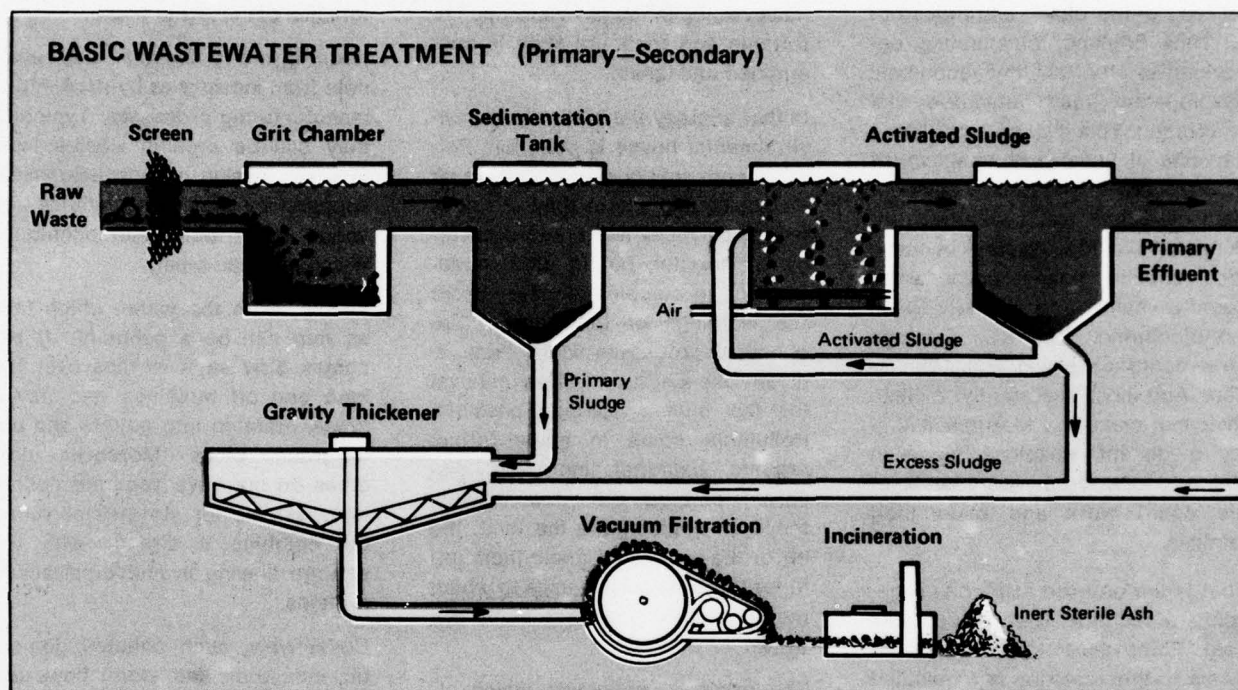 BASIC WASTEWATER TREATMENT (Primary—Secondary)
Screen
Grit Chamber
Sedimentation
Tank
Activated Sludge
Raw
Waste
Primary
Effluent
Air
Activated Sludge
Primary
Sludge
Gravity Thickener
Excess Sludge
Vacuum Filtration
Incineration
Inert Sterile Ash